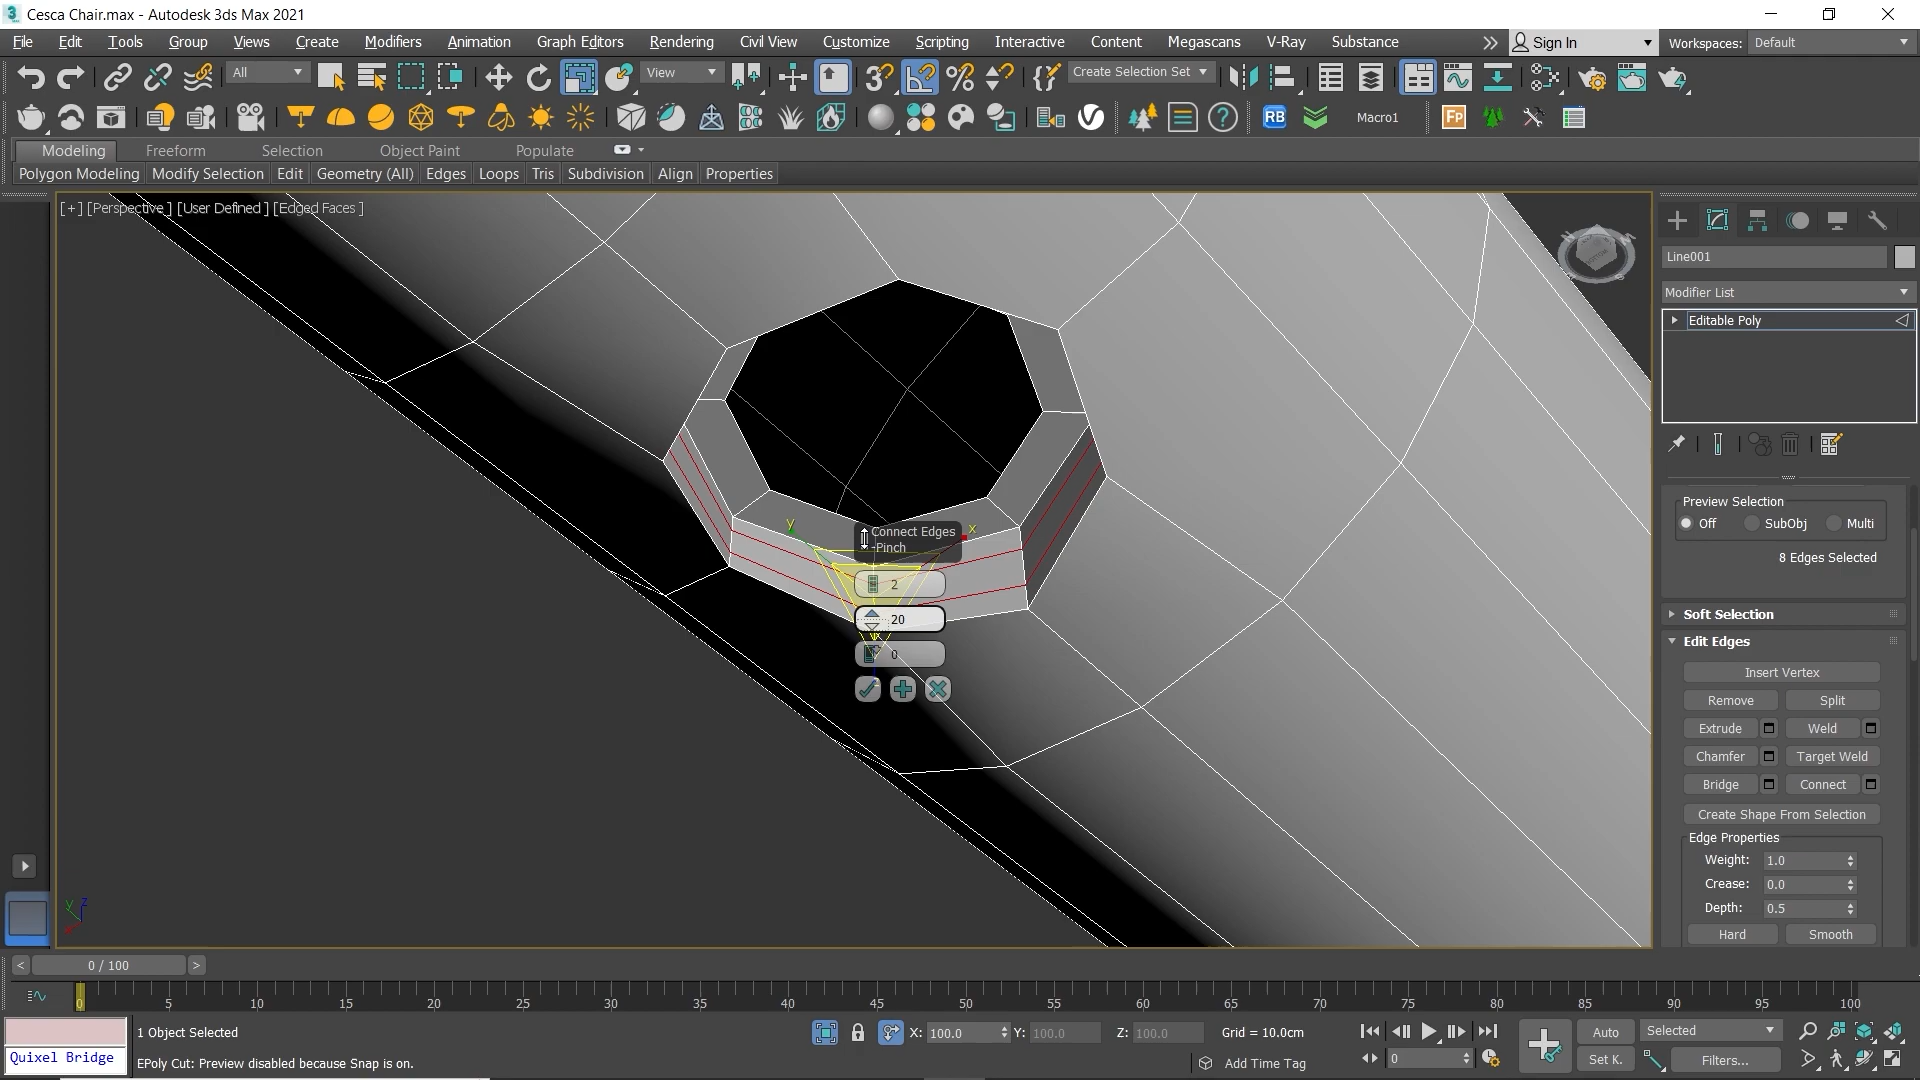 Cesca Chair.max - Autodesk 3ds Max 2021
File Edit Tools Group Views Create Modifiers Animation Graph Editors Rendering Civil View Customize Scripting Interactive Content Megascans V-Ray Substance
Sign In
Workspaces: Default
All
View
Create Selection Set
RB
Macro1
FP
Modeling Freeform Selection Object Paint Populate
Polygon Modeling Modify Selection Edit Geometry (All) Edges Loops Tris Subdivision Align Properties
[+] [Perspective ] [User Defined ] [Edged Faces ]
Line001
Modifier List
Editable Poly
Preview Selection
Off SubObj Multi
8 Edges Selected
Soft Selection
Edit Edges
Insert Vertex
Remove Split
Extrude Weld
Chamfer Target Weld
Bridge Connect
Create Shape From Selection
Edge Properties
Weight: 1.0
Crease: 0.0
Depth: 0.5
Hard Smooth
y
x
Connect Edges
-Pinch
2
20
0
y z
x
< 0 / 100 >
0 5 10 15 20 25 30 35 40 45 50 55 60 65 70 75 80 85 90 95 100
Quixel Bridge
1 Object Selected
EPoly Cut: Preview disabled because Snap is on.
X: 100.0 Y: 100.0 Z: 100.0 Grid = 10.0cm
Add Time Tag
0
Auto Selected
Set K. Filters...